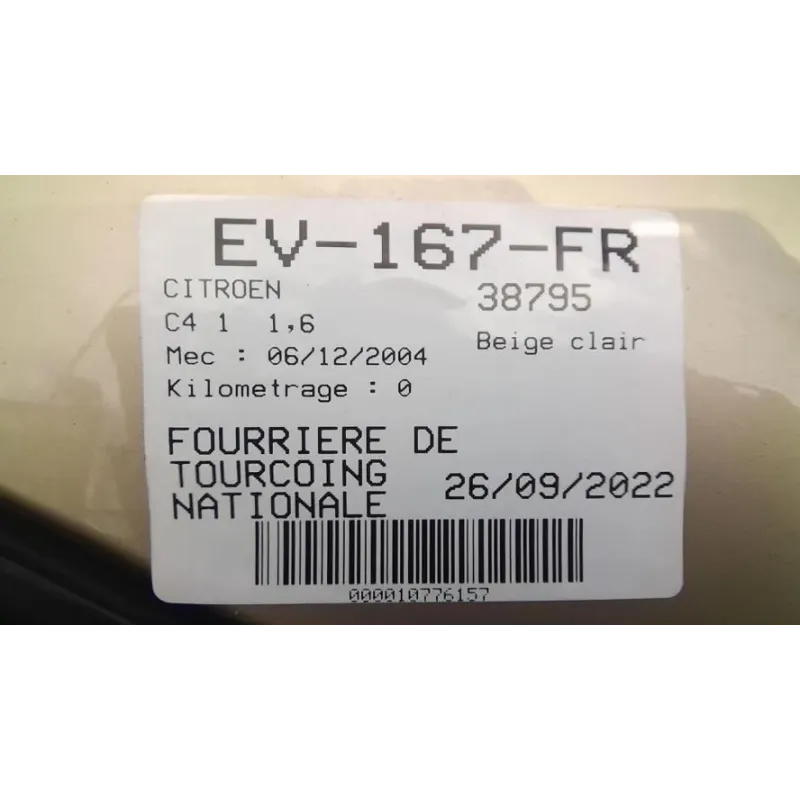 EV-167-FR
CITROEN 38795
C4 1 1,6
Beige clair
Mec : 06/12/2004
Kilometrage : 0
FOURRIERE DE
TOURCOING
NATIONALE 26/09/2022
000010776157